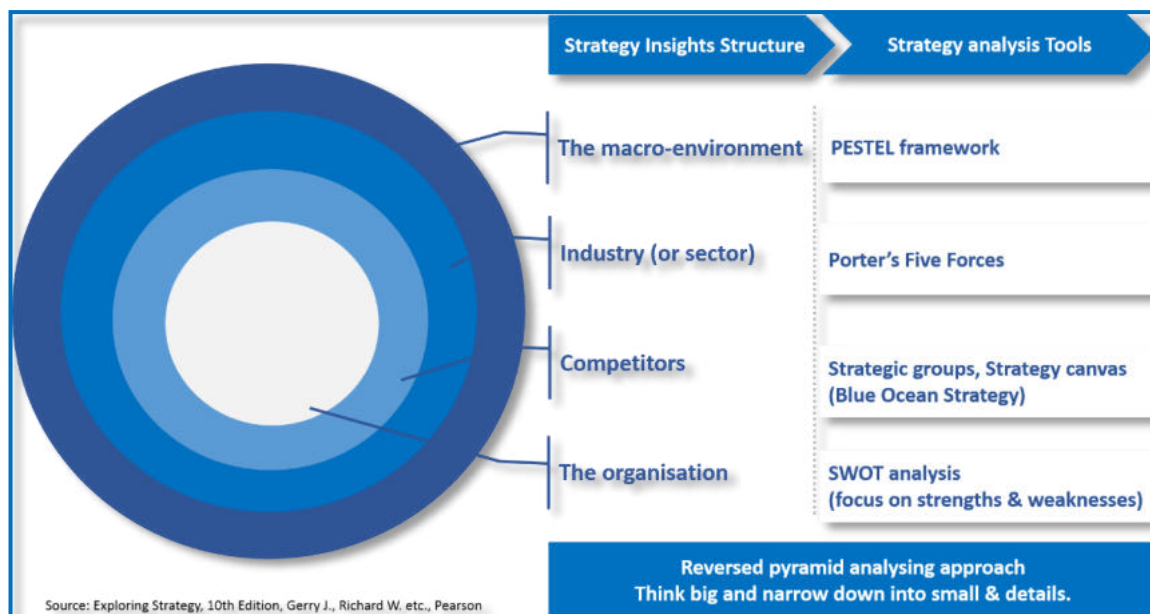 Strategy Insights Structure
Strategy analysis Tools
The macro-environment
PESTEL framework
Industry (or sector)
Porter's Five Forces
Competitors
Strategic groups, Strategy canvas
(Blue Ocean Strategy)
The organisation
SWOT analysis
(focus on strengths & weaknesses)
Reversed pyramid analysing approach
Think big and narrow down into small & details.
Source: Exploring Strategy, 10th Edition, Gerry J., Richard W. etc., Pearson